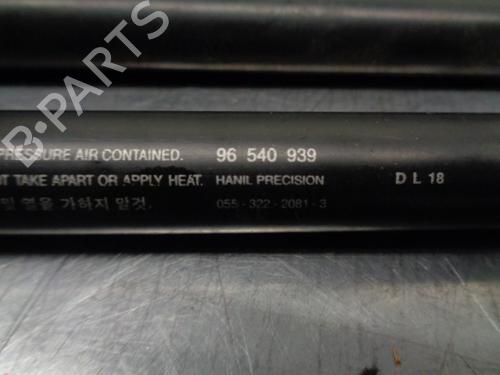 B-PARTS
PRESSURE AIR CONTAINED. 96 540 939
TAKE APART OR APPLY HEAT. HANIL PRECISION D L 18
및 열을 가하지 말것. 055-322-2081-3